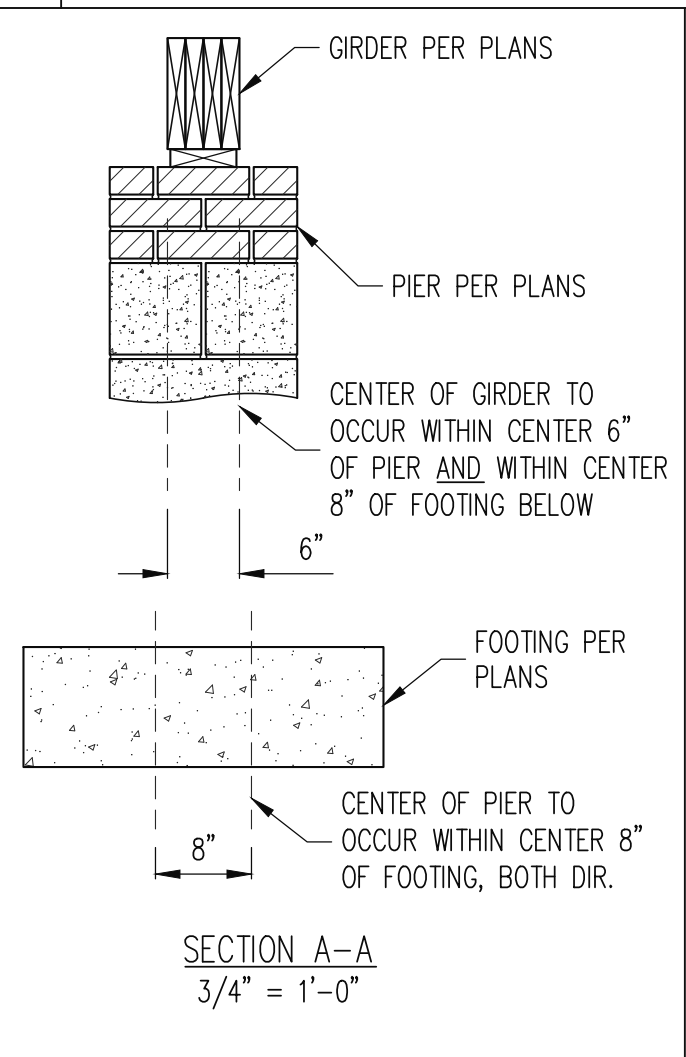 GIRDER PER PLANS
PIER PER PLANS
CENTER OF GIRDER TO
OCCUR WITHIN CENTER 6”
OF PIER AND WITHIN CENTER
8” OF FOOTING BELOW
6”
FOOTING PER
PLANS
CENTER OF PIER TO
OCCUR WITHIN CENTER 8”
OF FOOTING, BOTH DIR.
8”
SECTION A–A
3/4” = 1’–0”